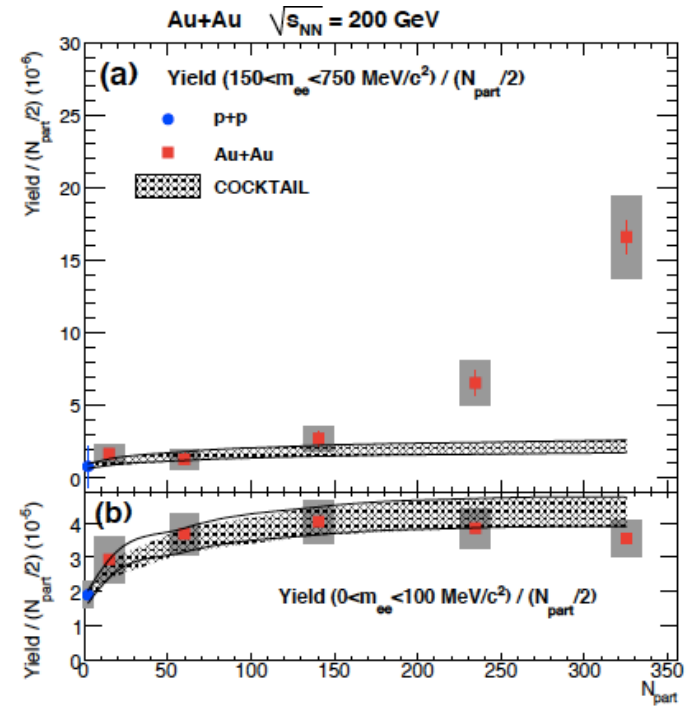 Au+Au √s_NN = 200 GeV
(a) Yield (150<m_ee<750 MeV/c²) / (N_part/2)
p+p
Au+Au
COCKTAIL
Yield / (N_part/2) (10⁻⁶)
30
25
20
15
10
5
0
(b)
Yield (0<m_ee<100 MeV/c²) / (N_part/2)
Yield / (N_part/2) (10⁻⁵)
4
3
2
1
0
0 50 100 150 200 250 300 350
N_part